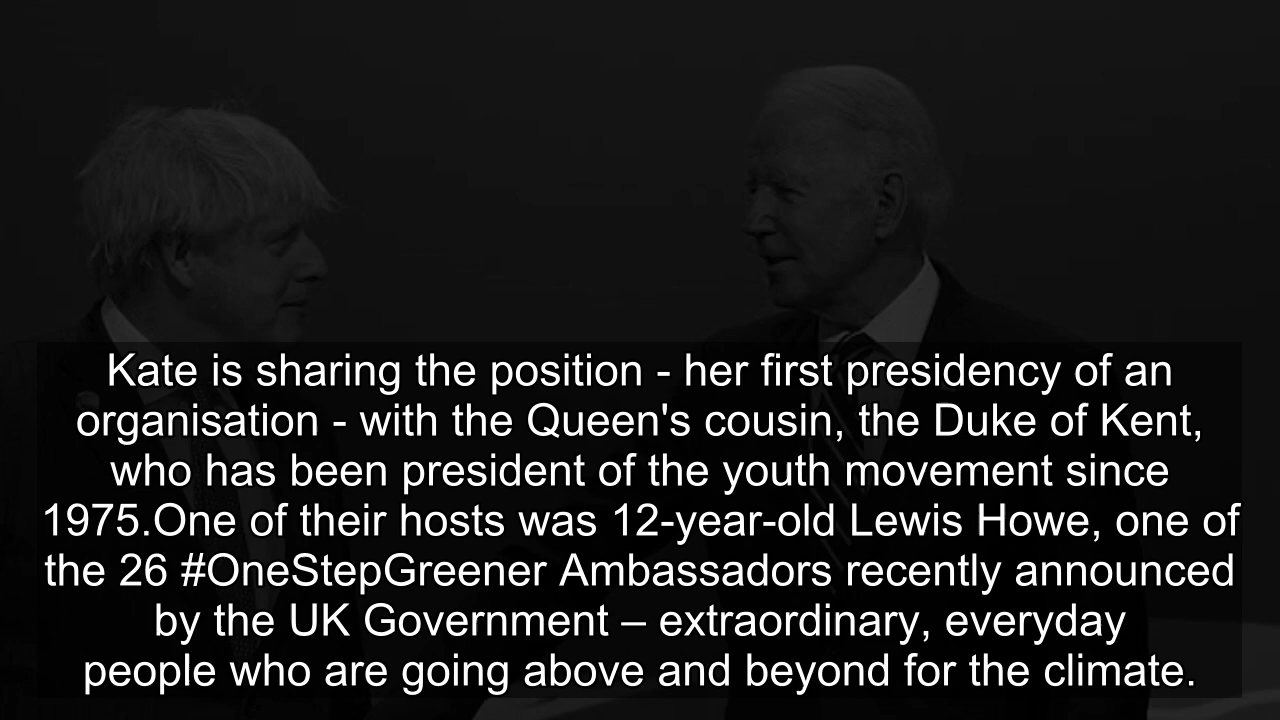 Kate is sharing the position - her first presidency of an
organisation - with the Queen's cousin, the Duke of Kent,
who has been president of the youth movement since
1975.One of their hosts was 12-year-old Lewis Howe, one of
the 26 #OneStepGreener Ambassadors recently announced
by the UK Government – extraordinary, everyday
people who are going above and beyond for the climate.